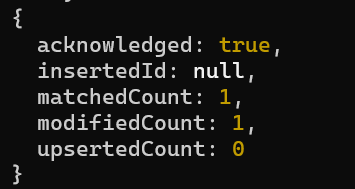 {
  acknowledged: true,
  insertedId: null,
  matchedCount: 1,
  modifiedCount: 1,
  upsertedCount: 0
}